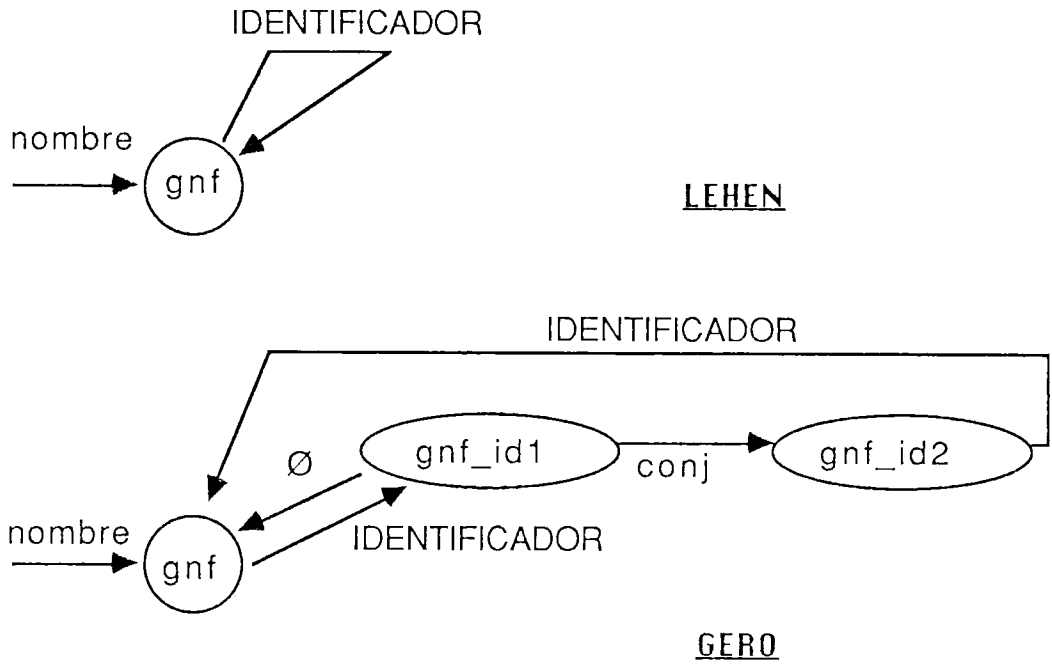 IDENTIFICADOR
nombre
gnf
LEHEN
IDENTIFICADOR
gnf_id1
conj
gnf_id2
Ø
IDENTIFICADOR
nombre
gnf
GERO